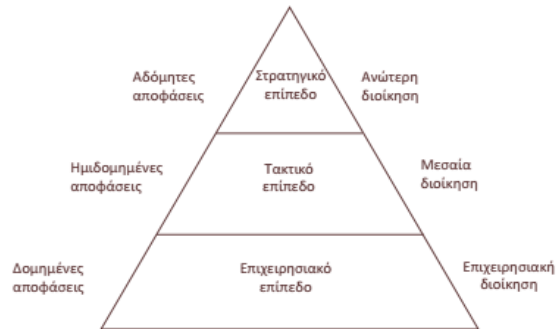 Αδόμητες
αποφάσεις
Στρατηγικό
επίπεδο
Ανώτερη
διοίκηση
Ημιδομημένες
αποφάσεις
Τακτικό
επίπεδο
Μεσαία
διοίκηση
Δομημένες
αποφάσεις
Επιχειρησιακό
επίπεδο
Επιχειρησιακή
διοίκηση